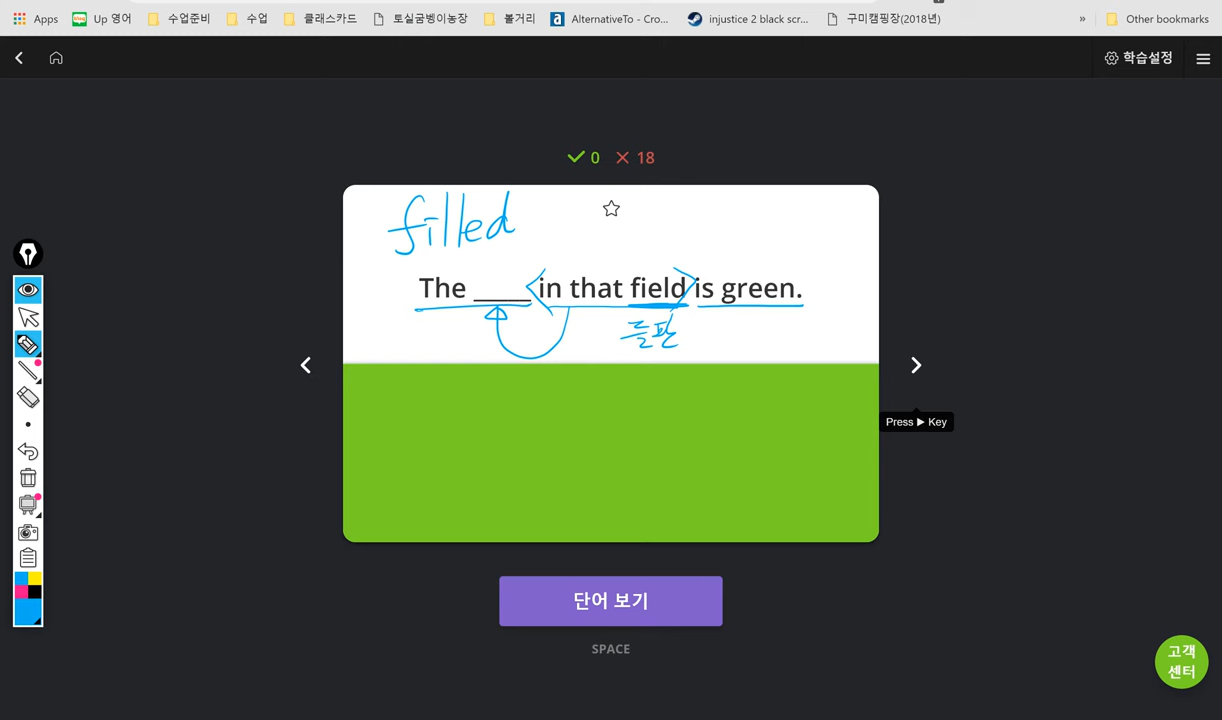 Apps Up 영어 수업준비 수업 클래스카드 토실굼벵이농장 볼거리 AlternativeTo - Cro... injustice 2 black scr... 구미캠핑장(2018년) » Other bookmarks
학습설정
0 18
filled
The _____ in that field is green.
들판
Press ▶ Key
단어 보기
SPACE
고객
센터